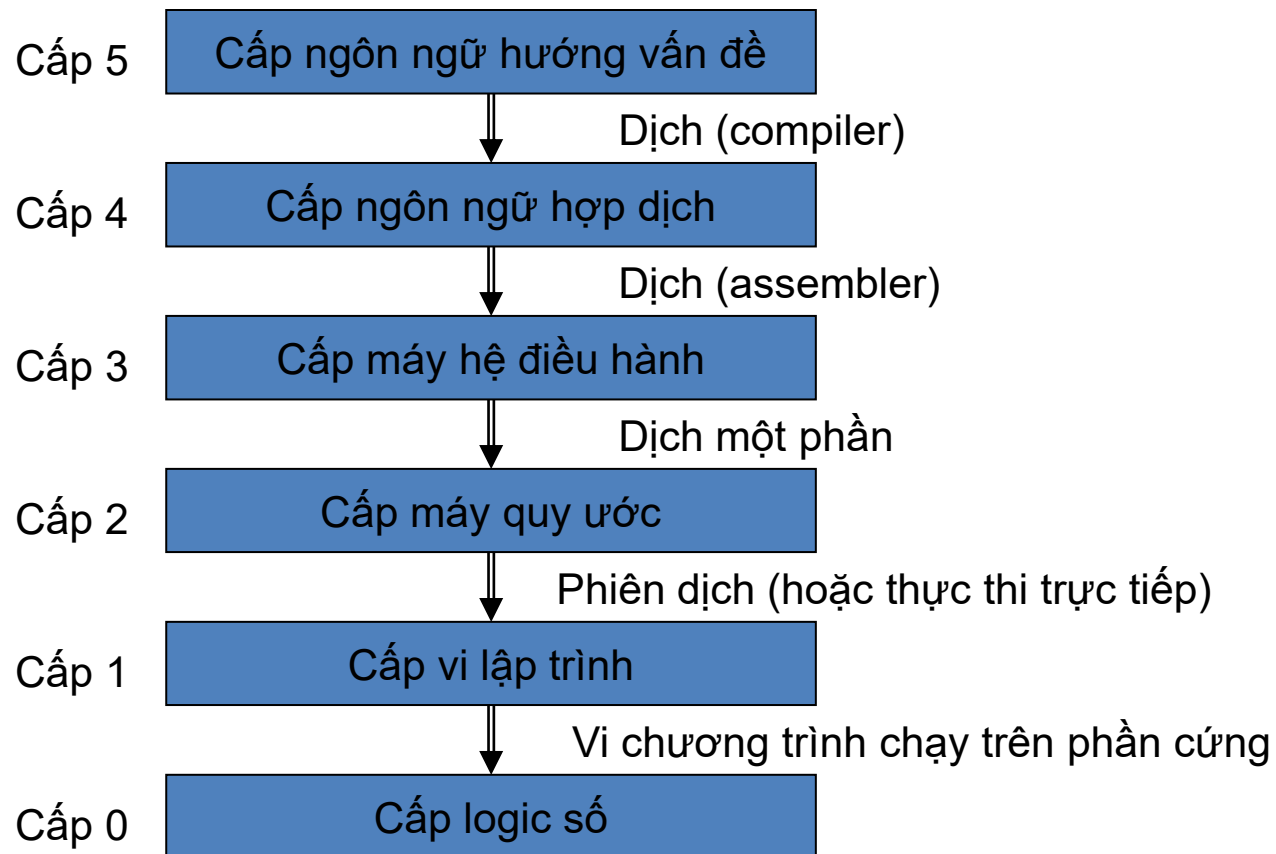 Cấp 5
Cấp ngôn ngữ hướng vấn đề
Dịch (compiler)
Cấp 4
Cấp ngôn ngữ hợp dịch
Dịch (assembler)
Cấp 3
Cấp máy hệ điều hành
Dịch một phần
Cấp 2
Cấp máy quy ước
Phiên dịch (hoặc thực thi trực tiếp)
Cấp 1
Cấp vi lập trình
Vi chương trình chạy trên phần cứng
Cấp 0
Cấp logic số